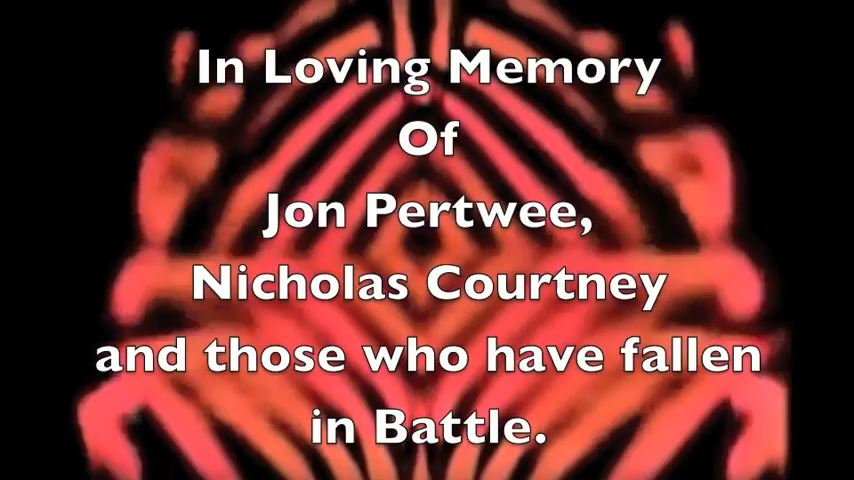 In Loving Memory
Of
Jon Pertwee,
Nicholas Courtney
and those who have fallen
in Battle.